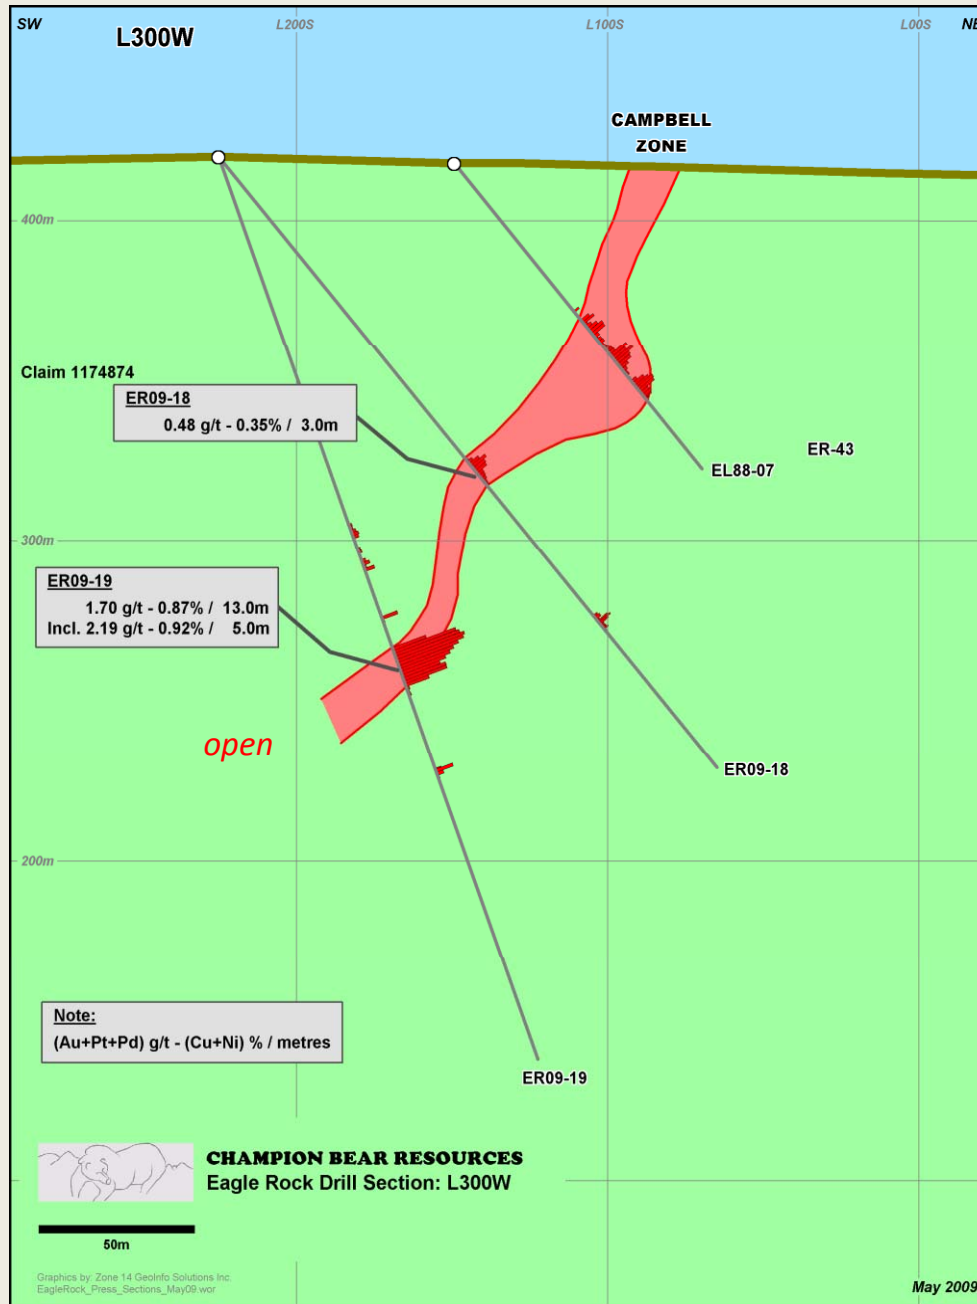 SW
L200S
L100S
L00S
NE
L300W
CAMPBELL
ZONE
400m
Claim 1174874
ER09-18
0.48 g/t - 0.35% / 3.0m
ER-43
EL88-07
300m
ER09-19
1.70 g/t - 0.87% / 13.0m
Incl. 2.19 g/t - 0.92% / 5.0m
open
ER09-18
200m
Note:
(Au+Pt+Pd) g/t - (Cu+Ni) % / metres
ER09-19
CHAMPION BEAR RESOURCES
Eagle Rock Drill Section: L300W
50m
Graphics by: Zone 14 GeoInfo Solutions Inc.
EagleRock_Press_Sections_May09.wor
May 2009